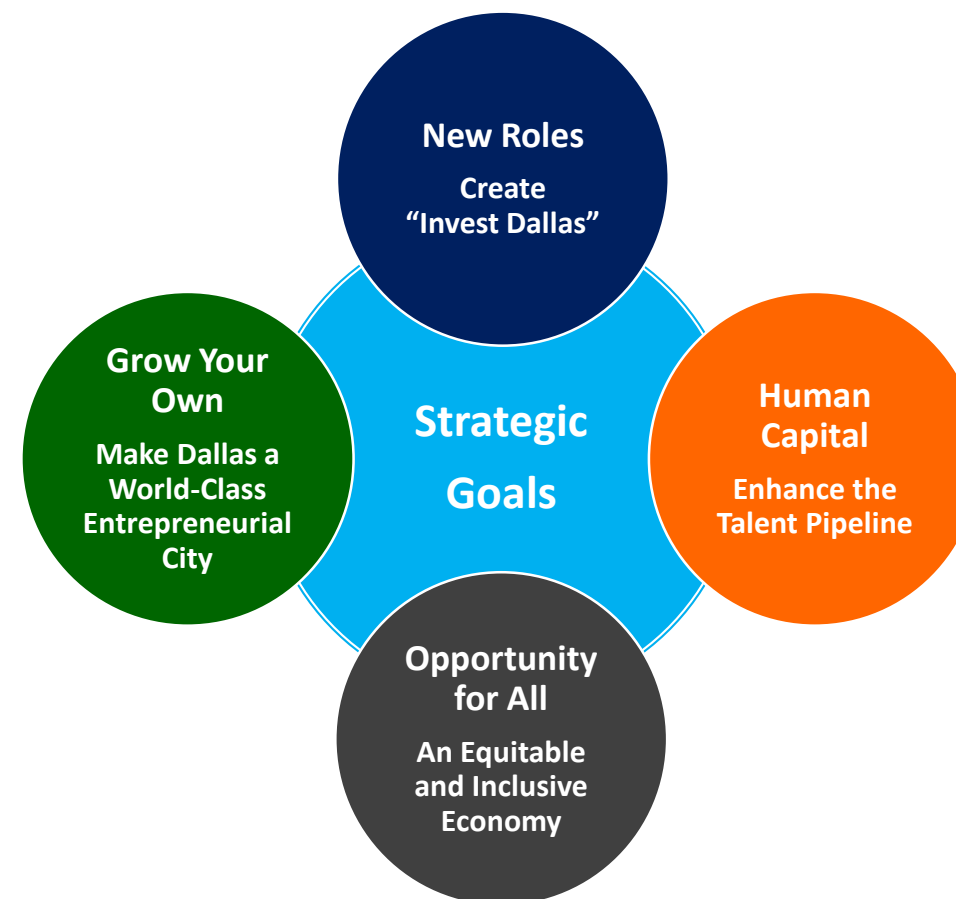 New Roles
Create
“Invest Dallas”
Grow Your
Own
Make Dallas a
World-Class
Entrepreneurial
City
Strategic
Goals
Human
Capital
Enhance the
Talent Pipeline
Opportunity
for All
An Equitable
and Inclusive
Economy